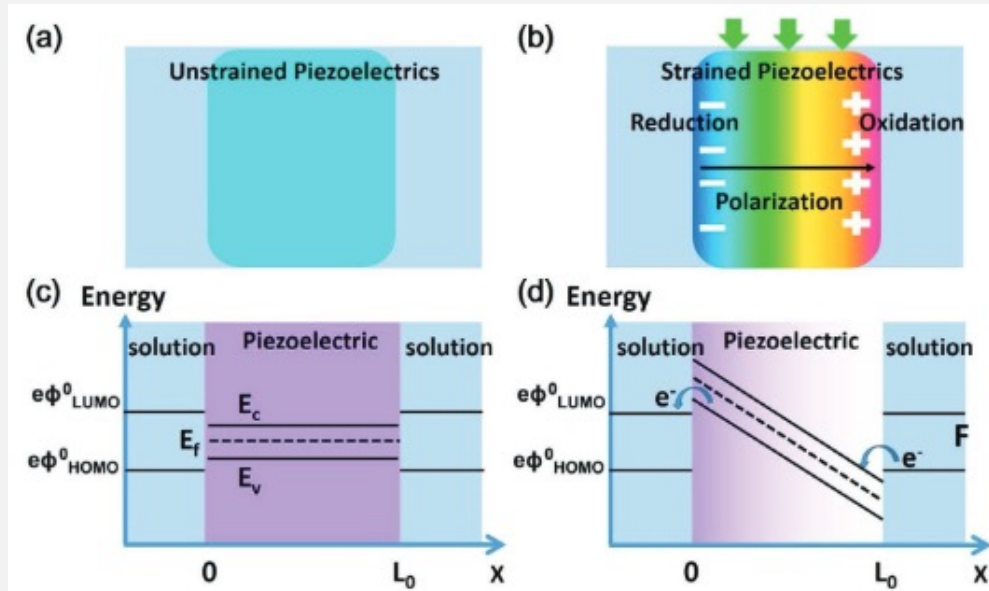 (a)
Unstrained Piezoelectrics
(b)
Strained Piezoelectrics
Reduction
Oxidation
Polarization
(c)
Energy
solution
Piezoelectric
solution
eϕ⁰LUMO
Ec
Ef
eϕ⁰HOMO
Ev
0
L₀
X
(d)
Energy
solution
Piezoelectric
solution
eϕ⁰LUMO
e⁻
F
eϕ⁰HOMO
e⁻
0
L₀
X